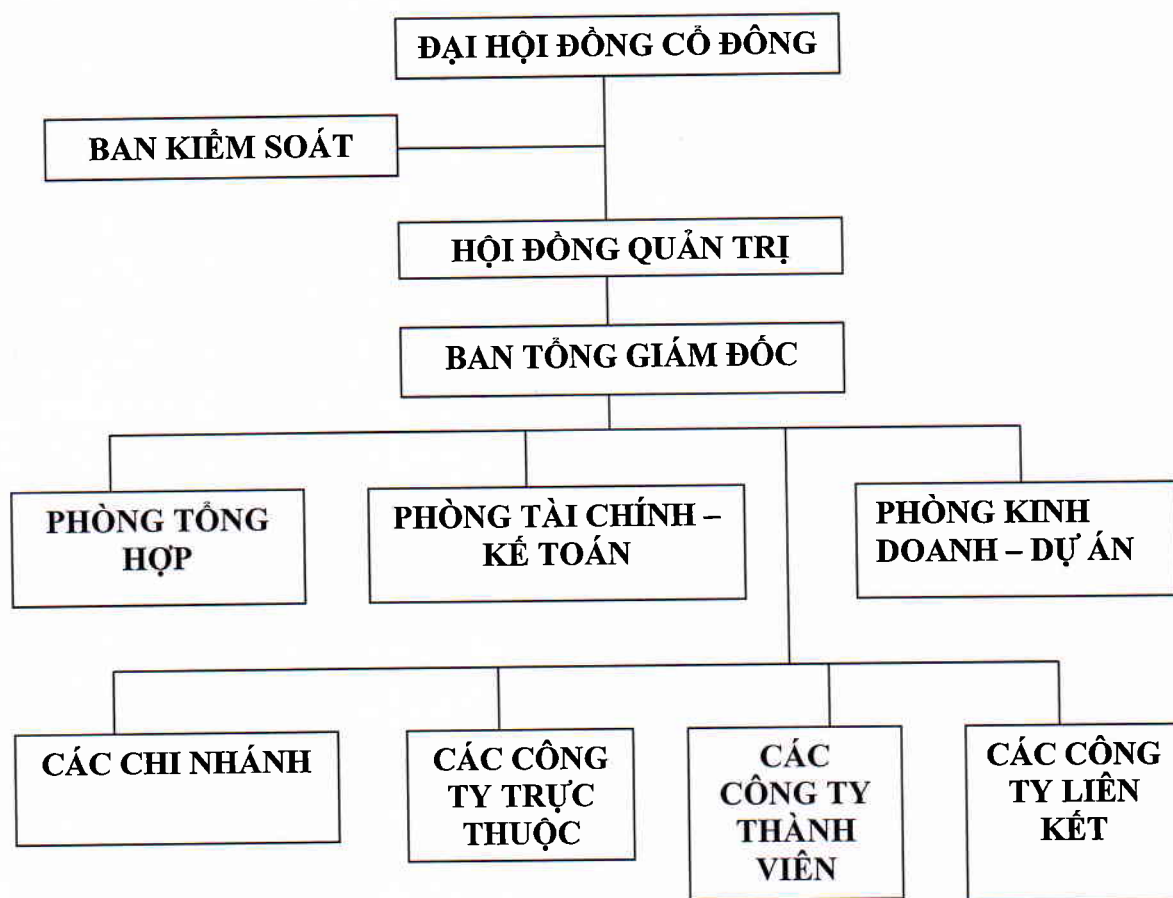 ĐẠI HỘI ĐỒNG CỔ ĐÔNG
BAN KIỂM SOÁT
HỘI ĐỒNG QUẢN TRỊ
BAN TỔNG GIÁM ĐỐC
PHÒNG TỔNG
HỢP
PHÒNG TÀI CHÍNH –
KẾ TOÁN
PHÒNG KINH
DOANH – DỰ ÁN
CÁC CHI NHÁNH
CÁC CÔNG
TY TRỰC
THUỘC
CÁC
CÔNG TY
THÀNH
VIÊN
CÁC CÔNG
TY LIÊN
KẾT